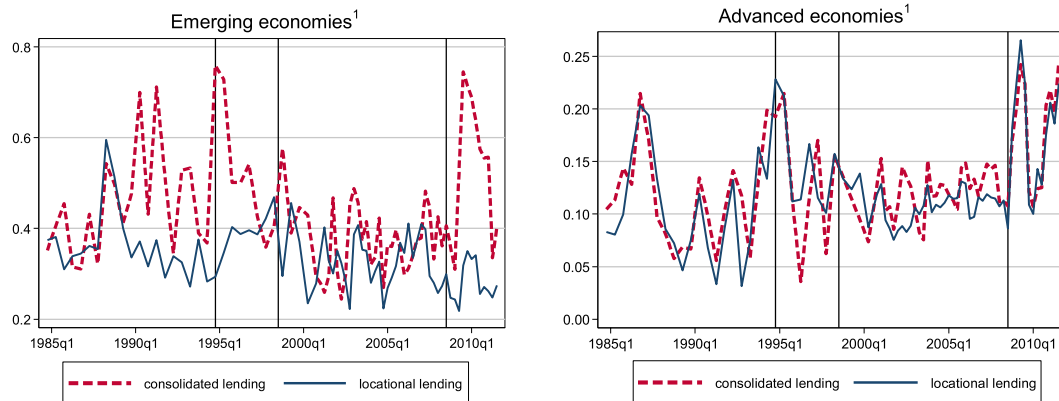 Emerging economies¹
0.8
0.6
0.4
0.2
1985q1 1990q1 1995q1 2000q1 2005q1 2010q1
consolidated lending locational lending
Advanced economies¹
0.25
0.20
0.15
0.10
0.05
0.00
1985q1 1990q1 1995q1 2000q1 2005q1 2010q1
consolidated lending locational lending